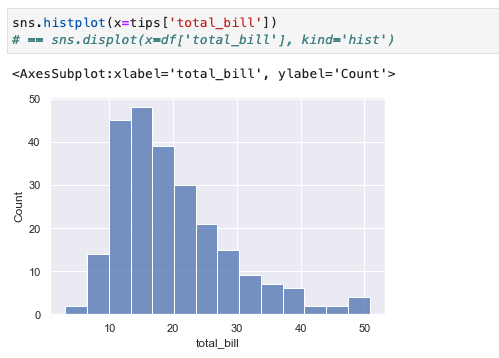 sns.histplot(x=tips['total_bill'])
# == sns.displot(x=df['total_bill'], kind='hist')
<AxesSubplot:xlabel='total_bill', ylabel='Count'>
50
40
30
20
10
0
Count
10 20 30 40 50
total_bill